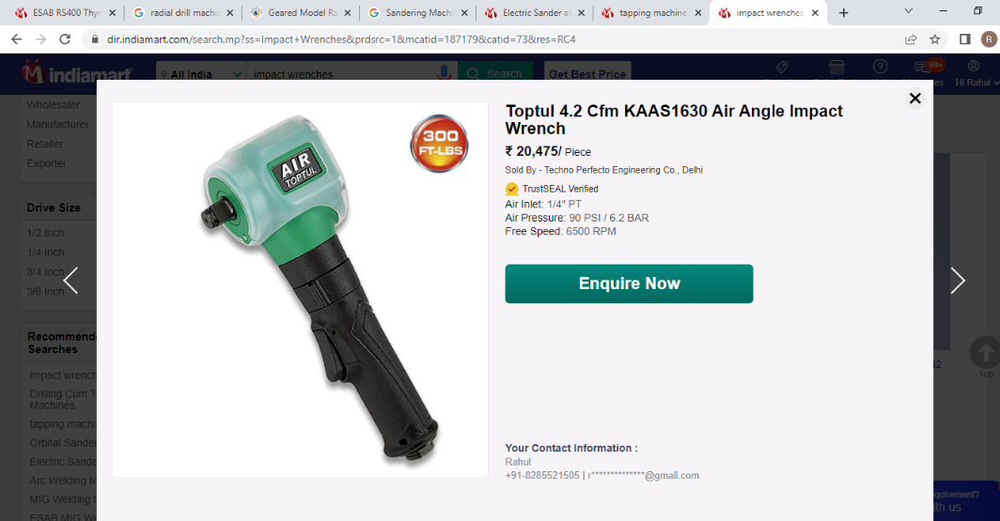 ESAB RS400 Thy
radial drill machin
Geared Model Ra
Sandering Machi
Electric Sander at
tapping machine
impact wrenches
dir.indiamart.com/search.mp?ss=Impact+Wrenches&prdsrc=1&mcatid=187179&catid=73&res=RC4
R
indiamart
All India
impact wrenches
Search
Get Best Price
99+
es
Hi Rahul
Wholesaler
Manufacturer
Retailer
Exporter
Drive Size
1/2 Inch
1/4 Inch
3/4 Inch
3/8 Inch
Recommend
Searches
impact wrench
Drilling Cum T
Machines
tapping machi
Orbital Sande
Electric Sande
Arc Welding M
MIG Welding
ESAB MIG W
300
FT-LBS
AIR
TOPTUL
Toptul 4.2 Cfm KAAS1630 Air Angle Impact
Wrench
₹ 20,475/ Piece
Sold By - Techno Perfecto Engineering Co., Delhi
TrustSEAL Verified
Air Inlet: 1/4" PT
Air Pressure: 90 PSI / 6.2 BAR
Free Speed: 6500 RPM
Enquire Now
Your Contact Information :
Rahul
+91-8285521505 | r**************@gmail.com
Top
quirement?
ith us